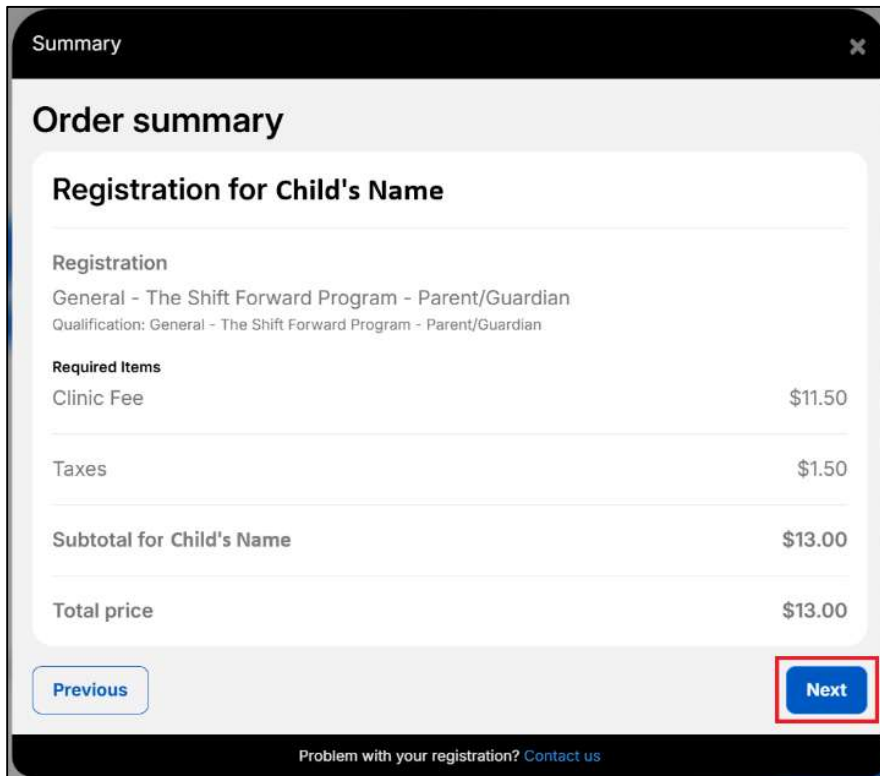 Summary
Order summary
Registration for Child's Name
Registration
General - The Shift Forward Program - Parent/Guardian
Qualification: General - The Shift Forward Program - Parent/Guardian
Required Items
Clinic Fee $11.50
Taxes $1.50
Subtotal for Child's Name $13.00
Total price $13.00
Previous Next
Problem with your registration? Contact us